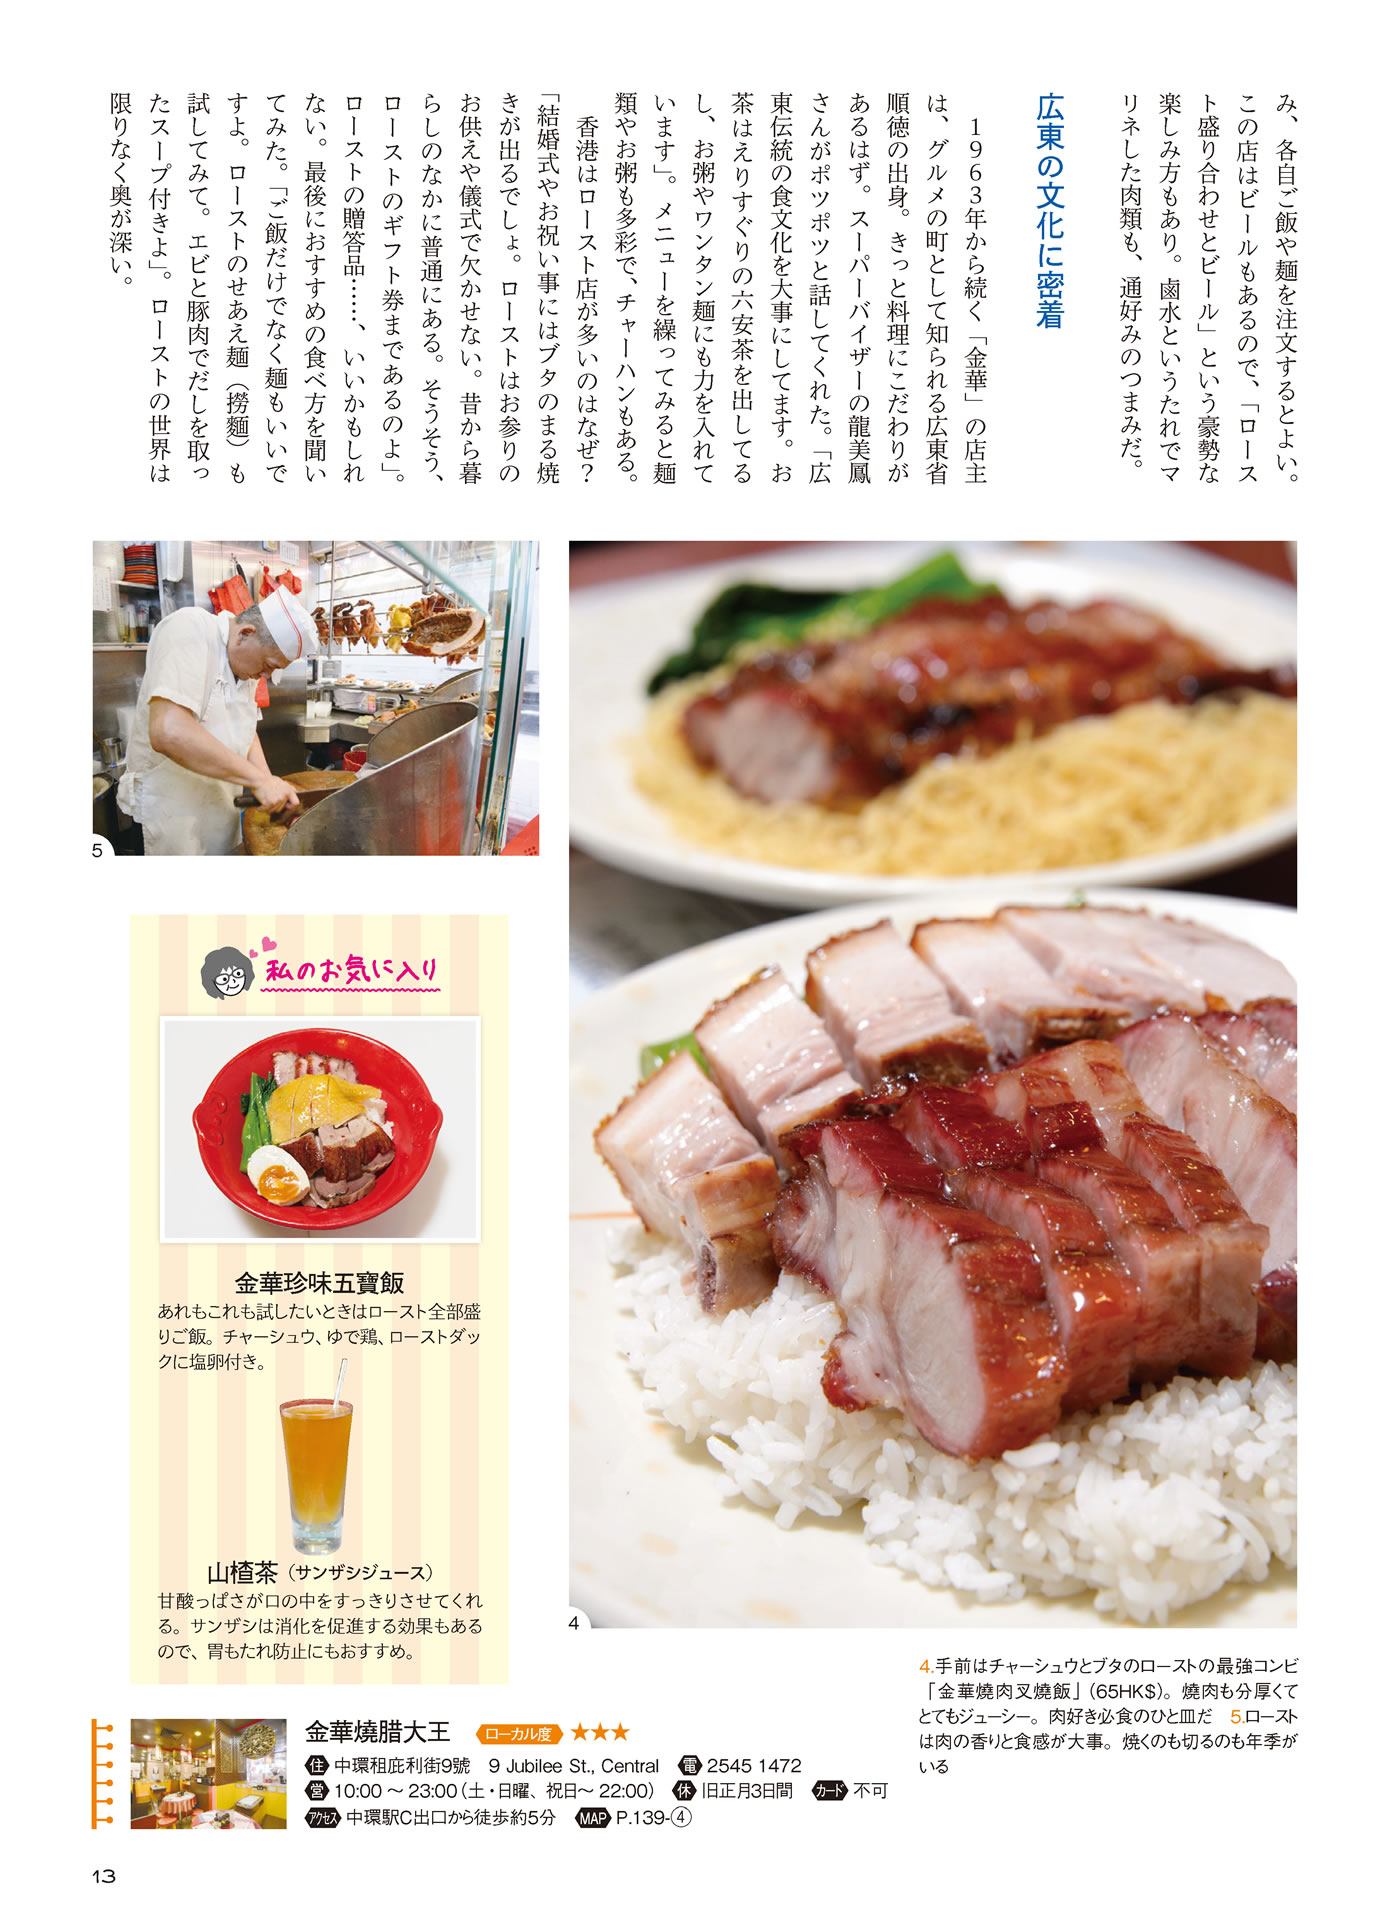 み、各自ご飯や麺を注文するとよい。
この店はビールもあるので、「ロース
ト盛り合わせとビール」という豪勢な
楽しみ方もあり。鹵水というたれでマ
リネした肉類も、通好みのつまみだ。
広東の文化に密着
1963年から続く「金華」の店主
は、グルメの町として知られる広東省
順徳の出身。きっと料理にこだわりが
あるはず。スーパーバイザーの龍美鳳
さんがポツポツと話してくれた。「広
東伝統の食文化を大事にしてます。お
茶はえりすぐりの六安茶を出してる
し、お粥やワンタン麺にも力を入れて
います」。メニューを繰ってみると麺
類やお粥も多彩で、チャーハンもある。
香港はロースト店が多いのはなぜ?
「結婚式やお祝い事にはブタのまる焼
きが出るでしょ。ローストはお参りの
お供えや儀式で欠かせない。昔から暮
らしのなかに普通にある。そうそう、
ローストのギフト券まであるのよ」。
ローストの贈答品……、いいかもしれ
ない。最後におすすめの食べ方を聞い
てみた。「ご飯だけでなく麺もいいで
すよ。ローストのせあえ麺(撈麵)も
試してみて。エビと豚肉でだしを取っ
たスープ付きよ」。ローストの世界は
限りなく奥が深い。
5
私のお気に入り
金華珍味五寶飯
あれもこれも試したいときはロースト全部盛
りご飯。チャーシュウ、ゆで鶏、ローストダッ
クに塩卵付き。
山楂茶(サンザシジュース)
甘酸っぱさが口の中をすっきりさせてくれ
る。サンザシは消化を促進する効果もある
ので、胃もたれ防止にもおすすめ。
4
4.手前はチャーシュウとブタのローストの最強コンビ
「金華燒肉叉燒飯」(65HK$)。焼肉も分厚くて
とてもジューシー。肉好き必食のひと皿だ 5.ロースト
は肉の香りと食感が大事。焼くのも切るのも年季が
いる
金華燒腊大王 ローカル度 ★★★
住 中環租庇利街9號 9 Jubilee St., Central 電 2545 1472
営 10:00 〜 23:00(土・日曜、祝日〜 22:00) 休 旧正月3日間 カード 不可
アクセス 中環駅C出口から徒歩約5分 MAP P.139-④
13